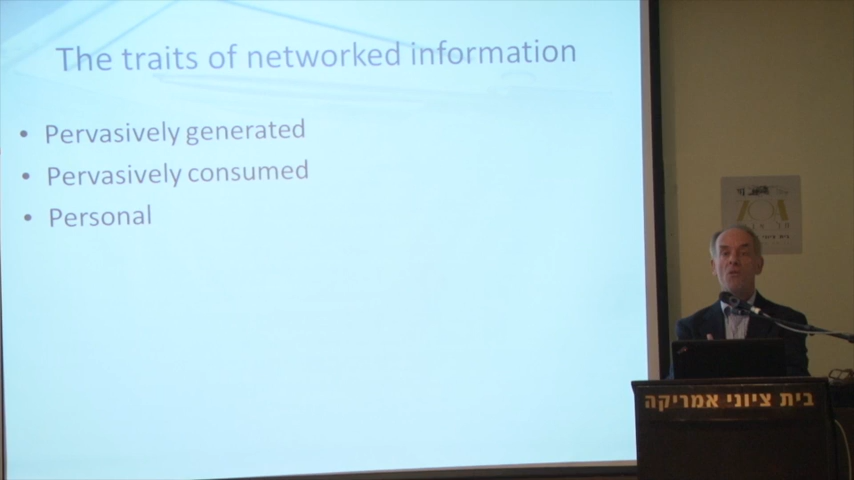 The traits of networked information
• Pervasively generated
• Pervasively consumed
• Personal
בית ציוני אמריקה